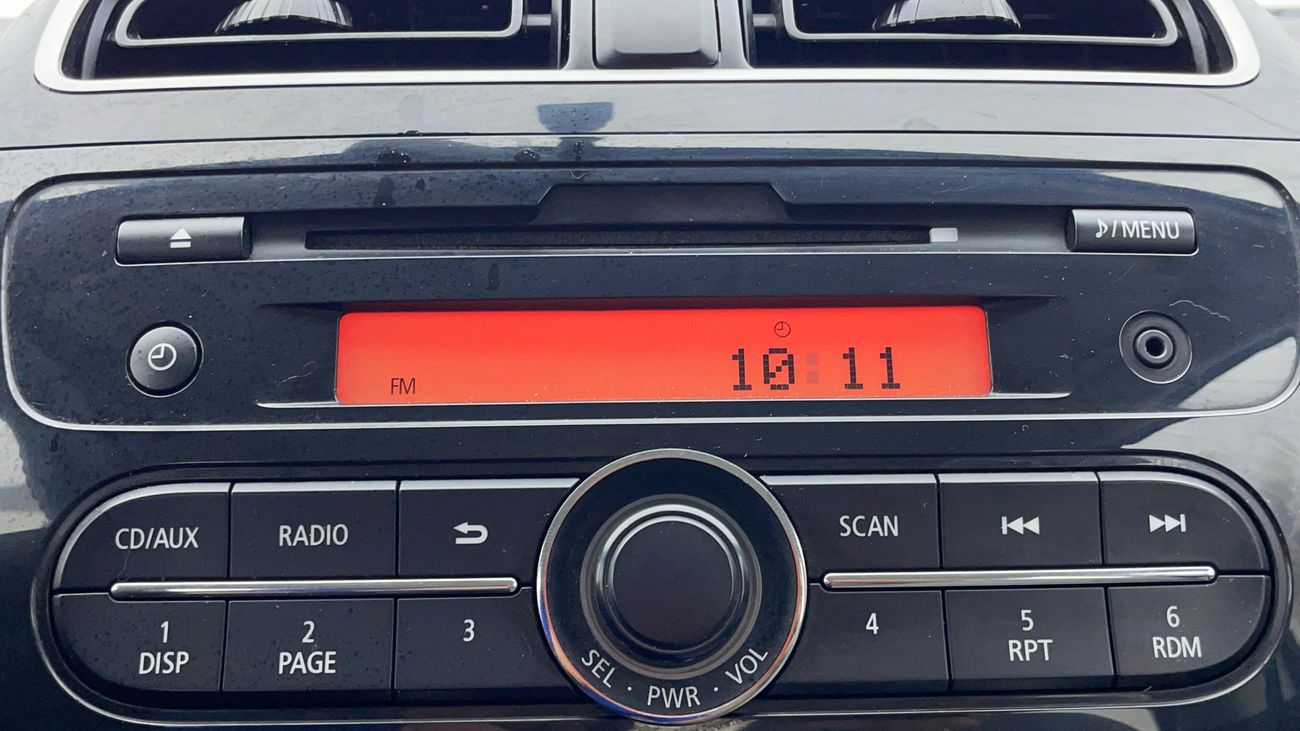 ♪/MENU
FM
10:11
CD/AUX
RADIO
SCAN
1
DISP
2
PAGE
3
4
5
RPT
6
RDM
SEL · PWR · VOL